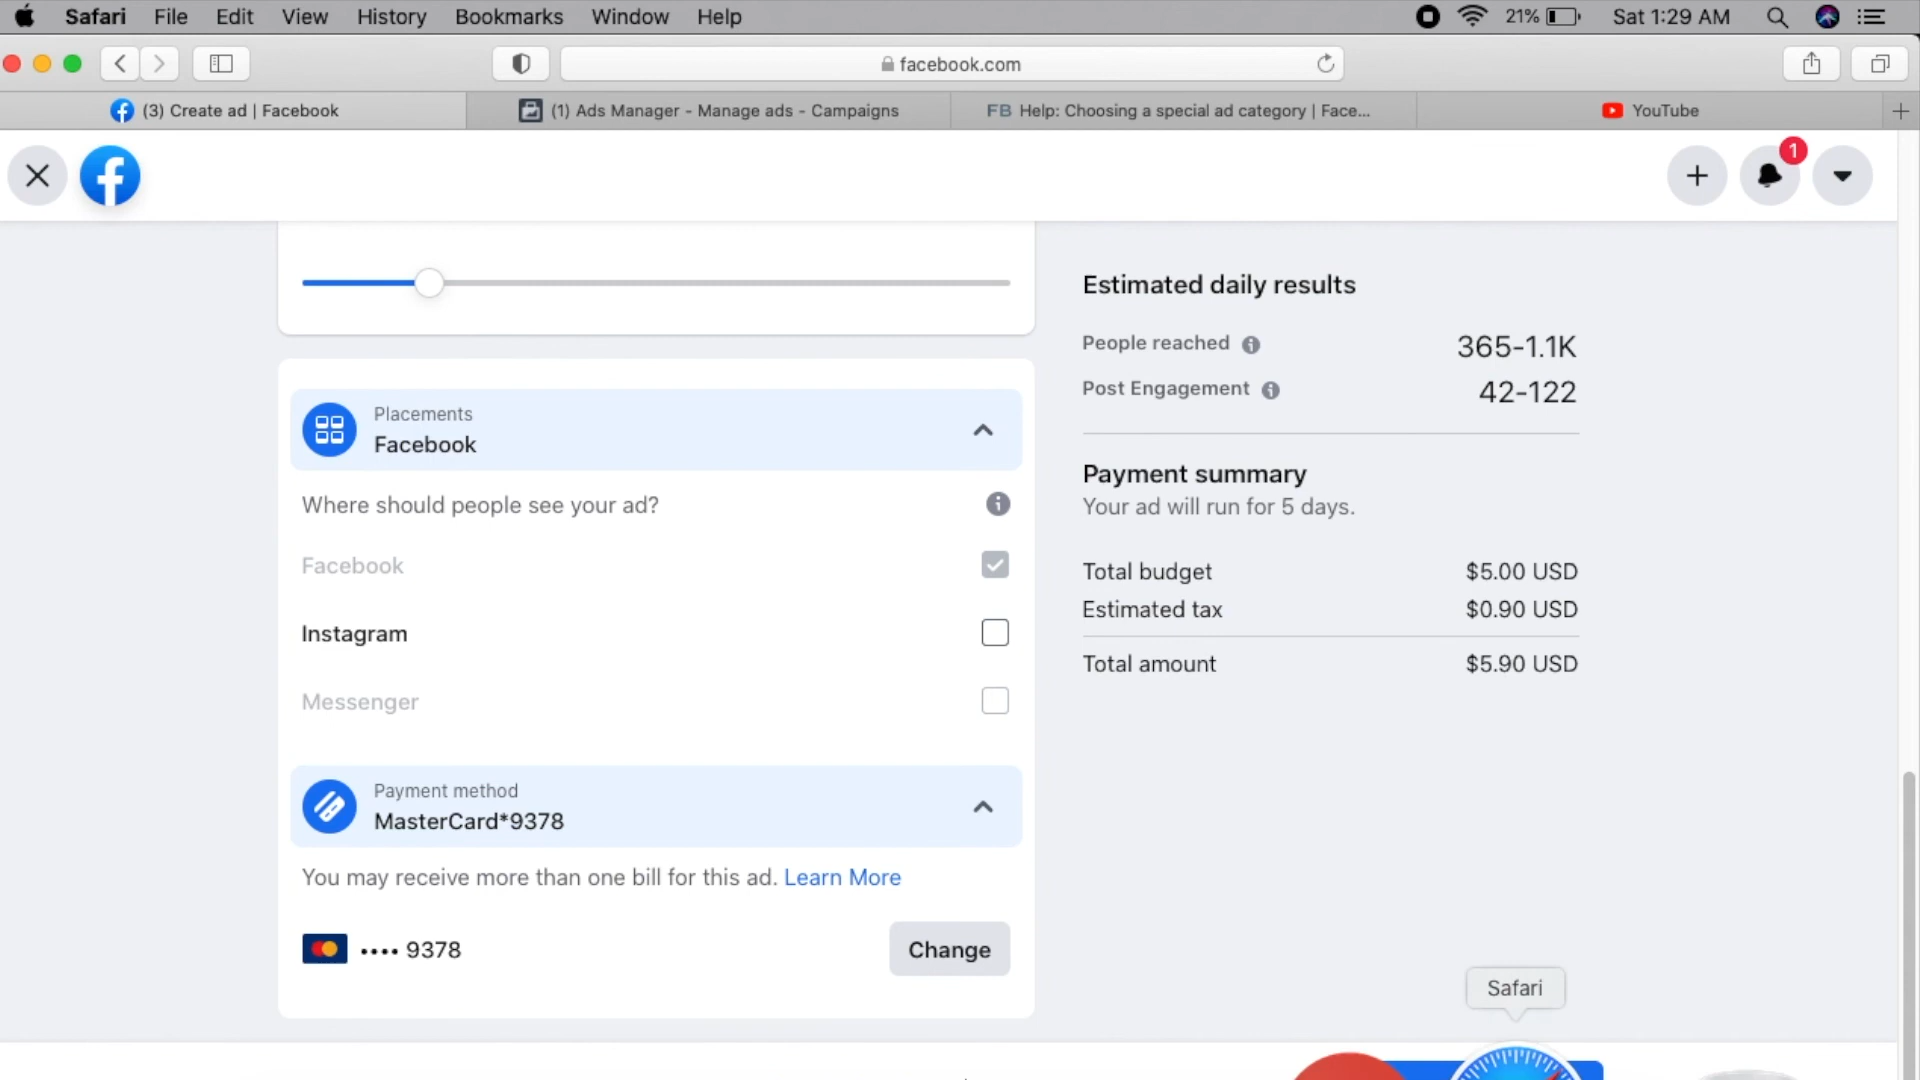 Safari File Edit View History Bookmarks Window Help 21% Sat 1:29 AM
facebook.com
(3) Create ad | Facebook (1) Ads Manager - Manage ads - Campaigns FB Help: Choosing a special ad category | Face... YouTube
1
Placements
Facebook
Where should people see your ad?
Facebook
Instagram
Messenger
Payment method
MasterCard*9378
You may receive more than one bill for this ad. Learn More
•••• 9378
Change
Estimated daily results
People reached 365-1.1K
Post Engagement 42-122
Payment summary
Your ad will run for 5 days.
Total budget $5.00 USD
Estimated tax $0.90 USD
Total amount $5.90 USD
Safari